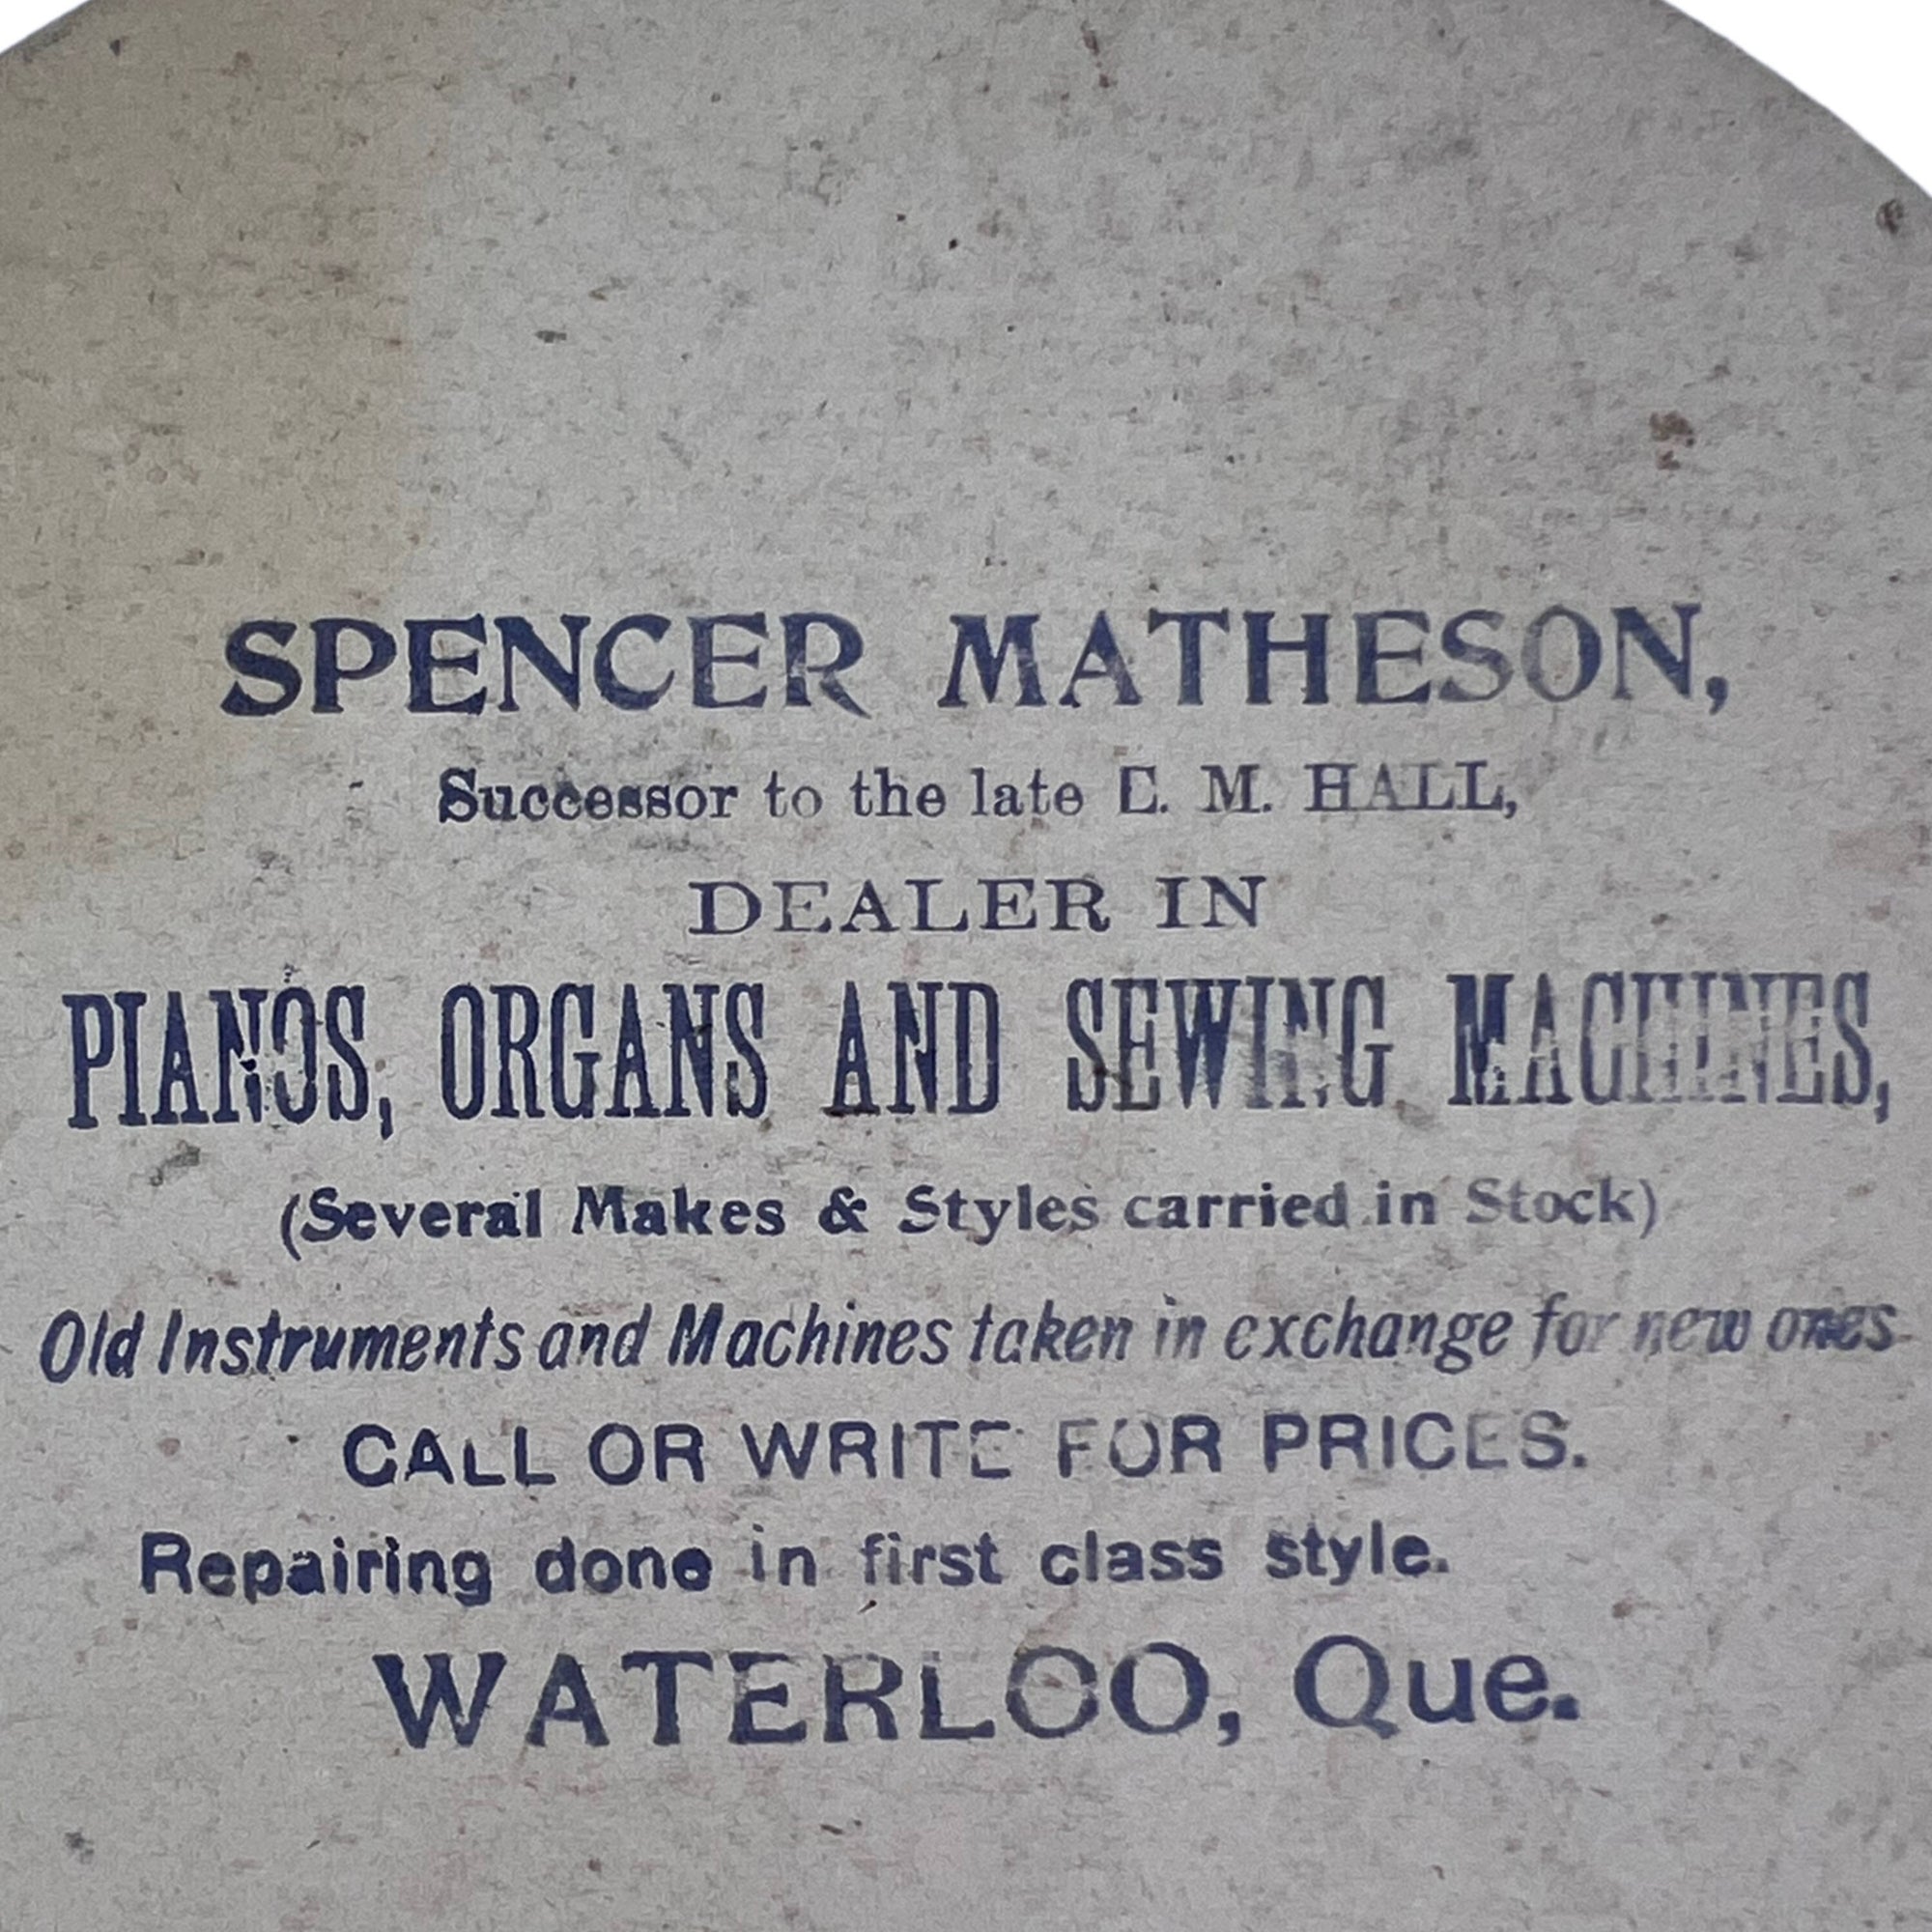 SPENCER MATHESON,
Successor to the late E. M. HALL,
DEALER IN
PIANOS, ORGANS AND SEWING MACHINES,
(Several Makes & Styles carried in Stock)
Old Instruments and Machines taken in exchange for new ones
CALL OR WRITE FOR PRICES.
Repairing done in first class style.
WATERLOO, Que.